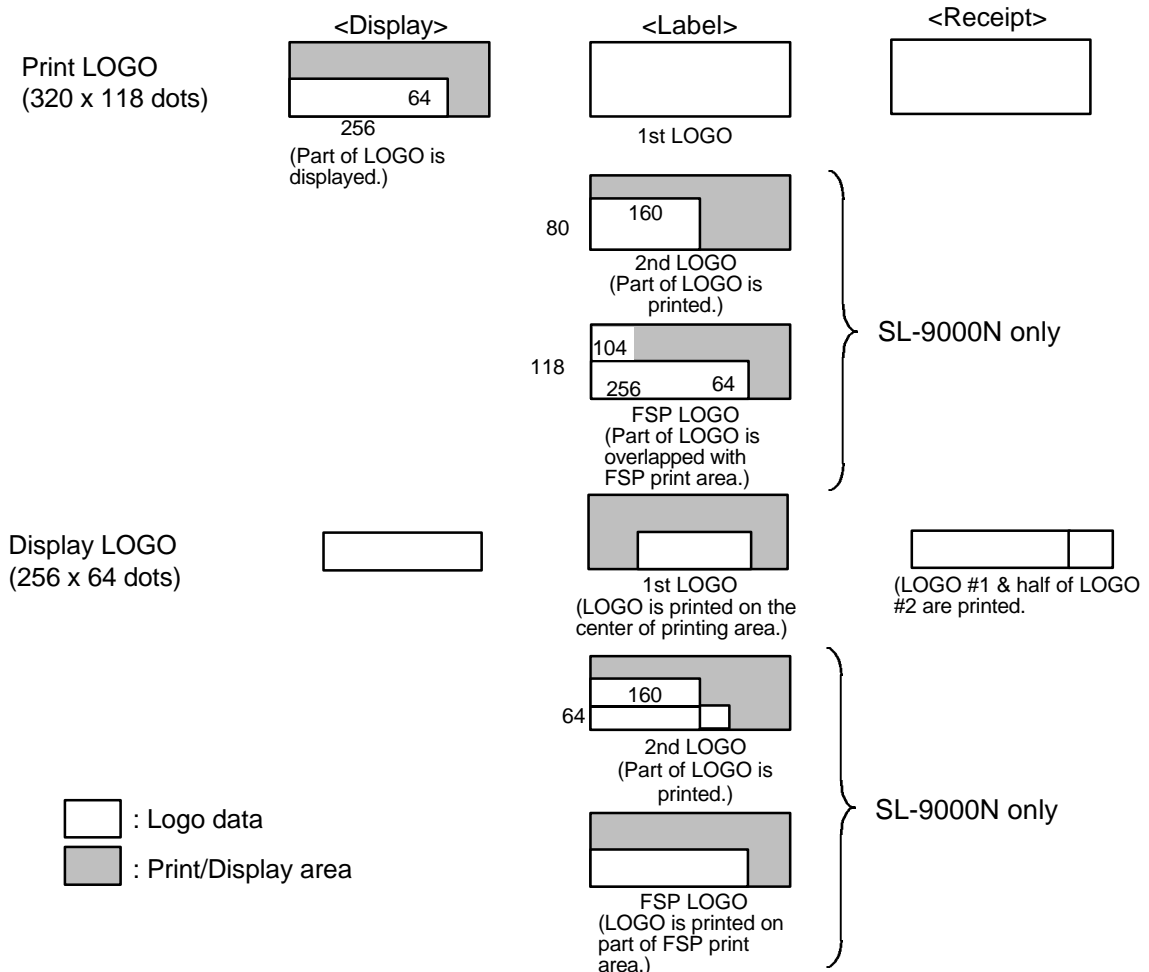 <Display>
<Label>
<Receipt>
Print LOGO
(320 x 118 dots)
64
256
(Part of LOGO is
displayed.)
1st LOGO
80
160
2nd LOGO
(Part of LOGO is
printed.)
118
104
256
64
FSP LOGO
(Part of LOGO is
overlapped with
FSP print area.)
SL-9000N only
Display LOGO
(256 x 64 dots)
1st LOGO
(LOGO is printed on the
center of printing area.)
(LOGO #1 & half of LOGO
#2 are printed.
64
160
2nd LOGO
(Part of LOGO is
printed.)
FSP LOGO
(LOGO is printed on
part of FSP print
area.)
SL-9000N only
: Logo data
: Print/Display area